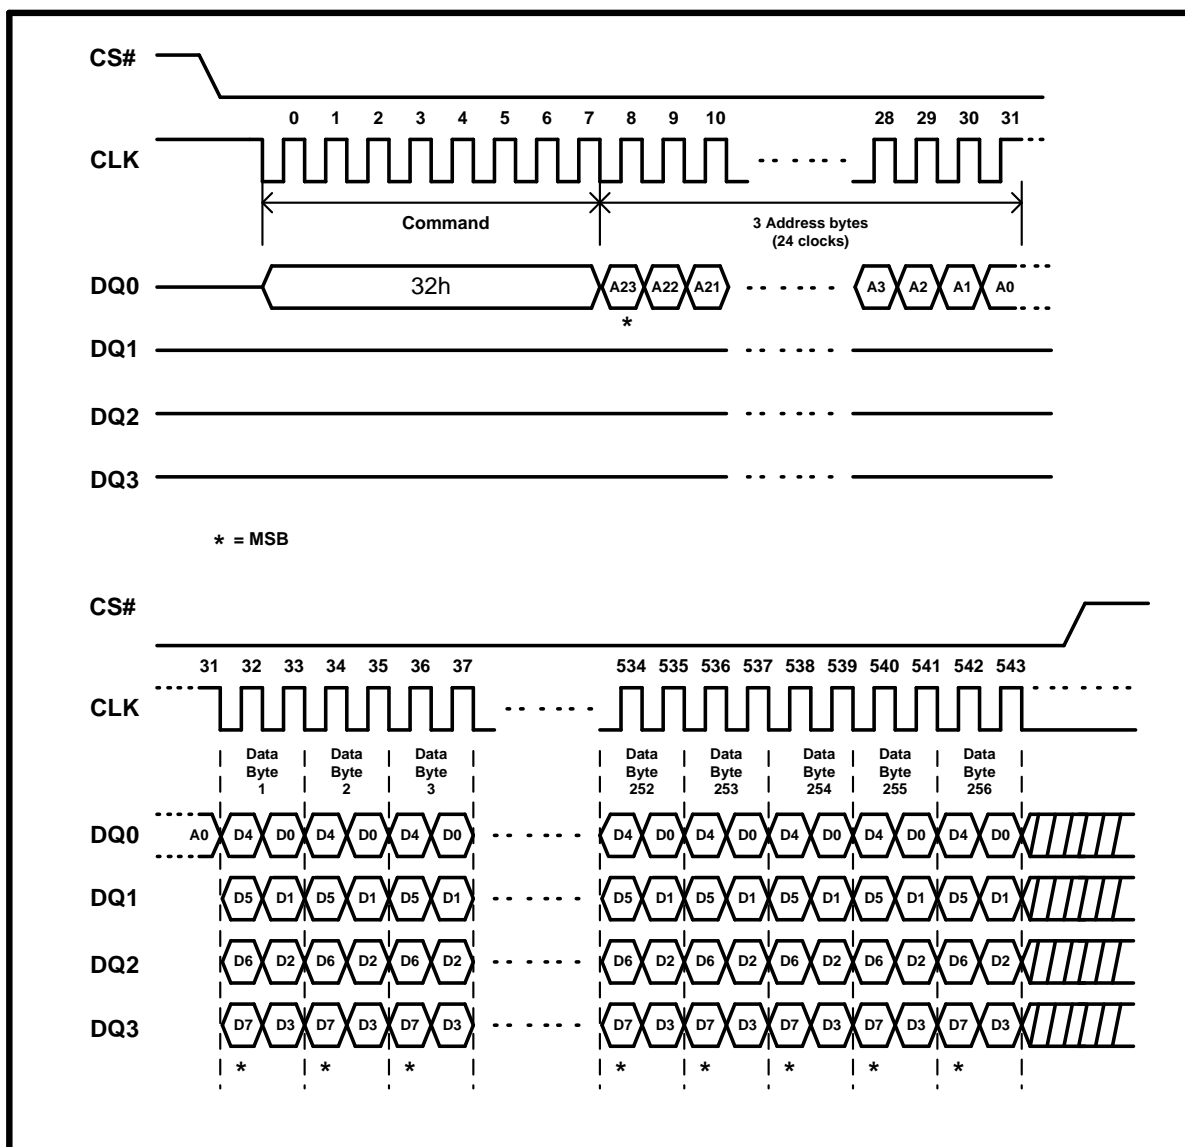 CS#
0 1 2 3 4 5 6 7 8 9 10 28 29 30 31
CLK
Command
3 Address bytes
(24 clocks)
DQ0 32h A23 A22 A21 A3 A2 A1 A0
*
DQ1
DQ2
DQ3
* = MSB
CS#
31 32 33 34 35 36 37 534 535 536 537 538 539 540 541 542 543
CLK
Data Data Data Data Data Data Data Data
Byte Byte Byte Byte Byte Byte Byte Byte
1 2 3 252 253 254 255 256
DQ0 A0 D4 D0 D4 D0 D4 D0 D4 D0 D4 D0 D4 D0 D4 D0 D4 D0
DQ1 D5 D1 D5 D1 D5 D1 D5 D1 D5 D1 D5 D1 D5 D1 D5 D1
DQ2 D6 D2 D6 D2 D6 D2 D6 D2 D6 D2 D6 D2 D6 D2 D6 D2
DQ3 D7 D3 D7 D3 D7 D3 D7 D3 D7 D3 D7 D3 D7 D3 D7 D3
* * * * * * * *